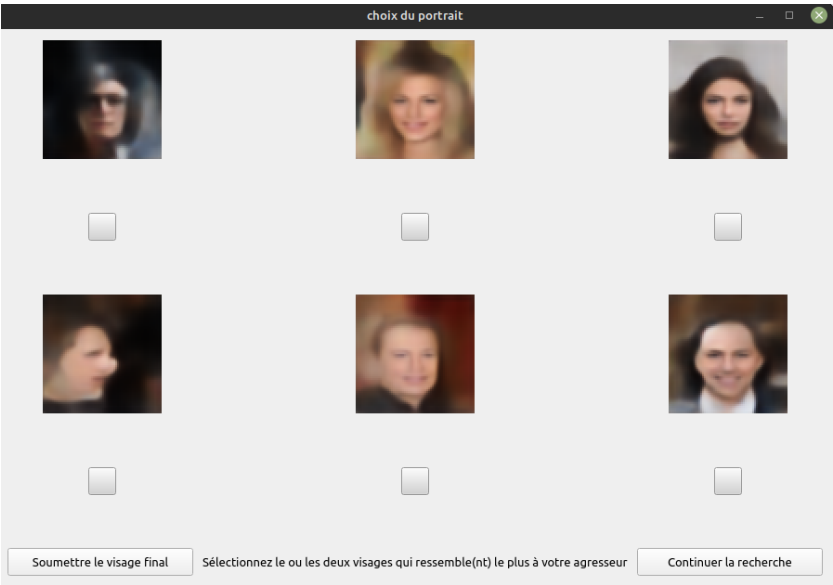 choix du portrait
Soumettre le visage final
Sélectionnez le ou les deux visages qui ressemble(nt) le plus à votre agresseur
Continuer la recherche